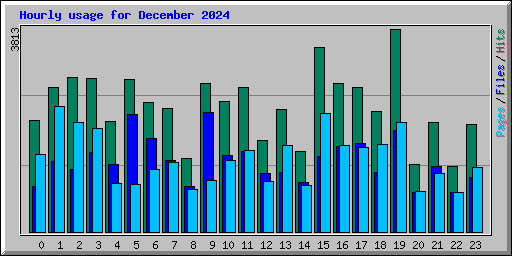 Hourly usage for December 2024
3813
Pages / Files / Hits
0 1 2 3 4 5 6 7 8 9 10 11 12 13 14 15 16 17 18 19 20 21 22 23